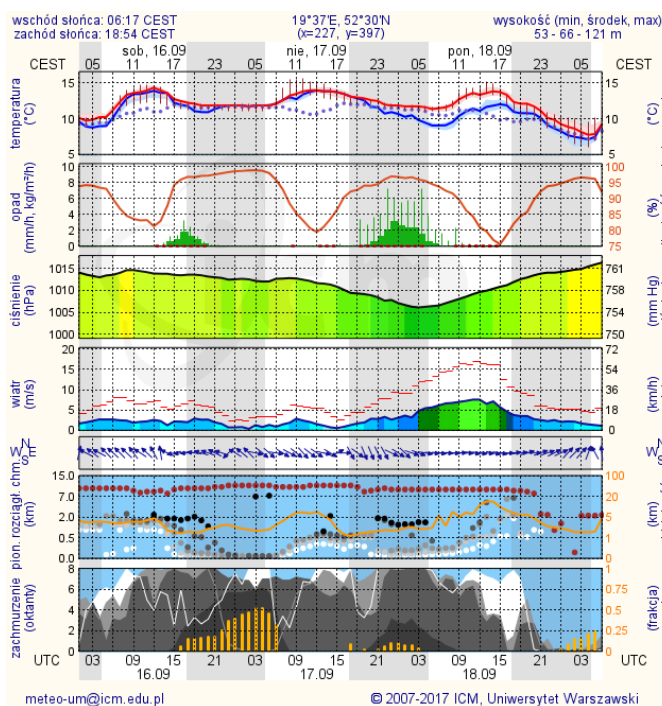 wschód słońca: 06:17 CEST 19°37'E, 52°30'N wysokość (min, środek, max)
zachód słońca: 18:54 CEST (x=227, y=397) 53 - 66 - 121 m
sob, 16.09 nie, 17.09 pon, 18.09
CEST 05 11 17 23 05 11 17 23 05 11 17 23 05 CEST
temperatura (°C)
15
10
5
15
10
5
(°C)
opad (mm/h, kg/m²/h)
10
8
6
4
2
0
100
95
90
85
80
75
(%)
ciśnienie (hPa)
1015
1010
1005
1000
761
758
754
750
(mm Hg)
wiatr (m/s)
20
15
10
5
0
72
54
36
18
0
(km/h)
N
W E
S
N
W
S
pion. rozciągł. chm. (km)
15.0
7.0
2.0
0.5
0.0
100
20
5
1
0
(km)
zachmurzenie (oktanty)
8
6
4
2
0
1
0.75
0.5
0.25
0
(frakcja)
UTC 03 09 15 21 03 09 15 21 03 09 15 21 03 UTC
16.09 17.09 18.09
meteo-um@icm.edu.pl © 2007-2017 ICM, Uniwersytet Warszawski